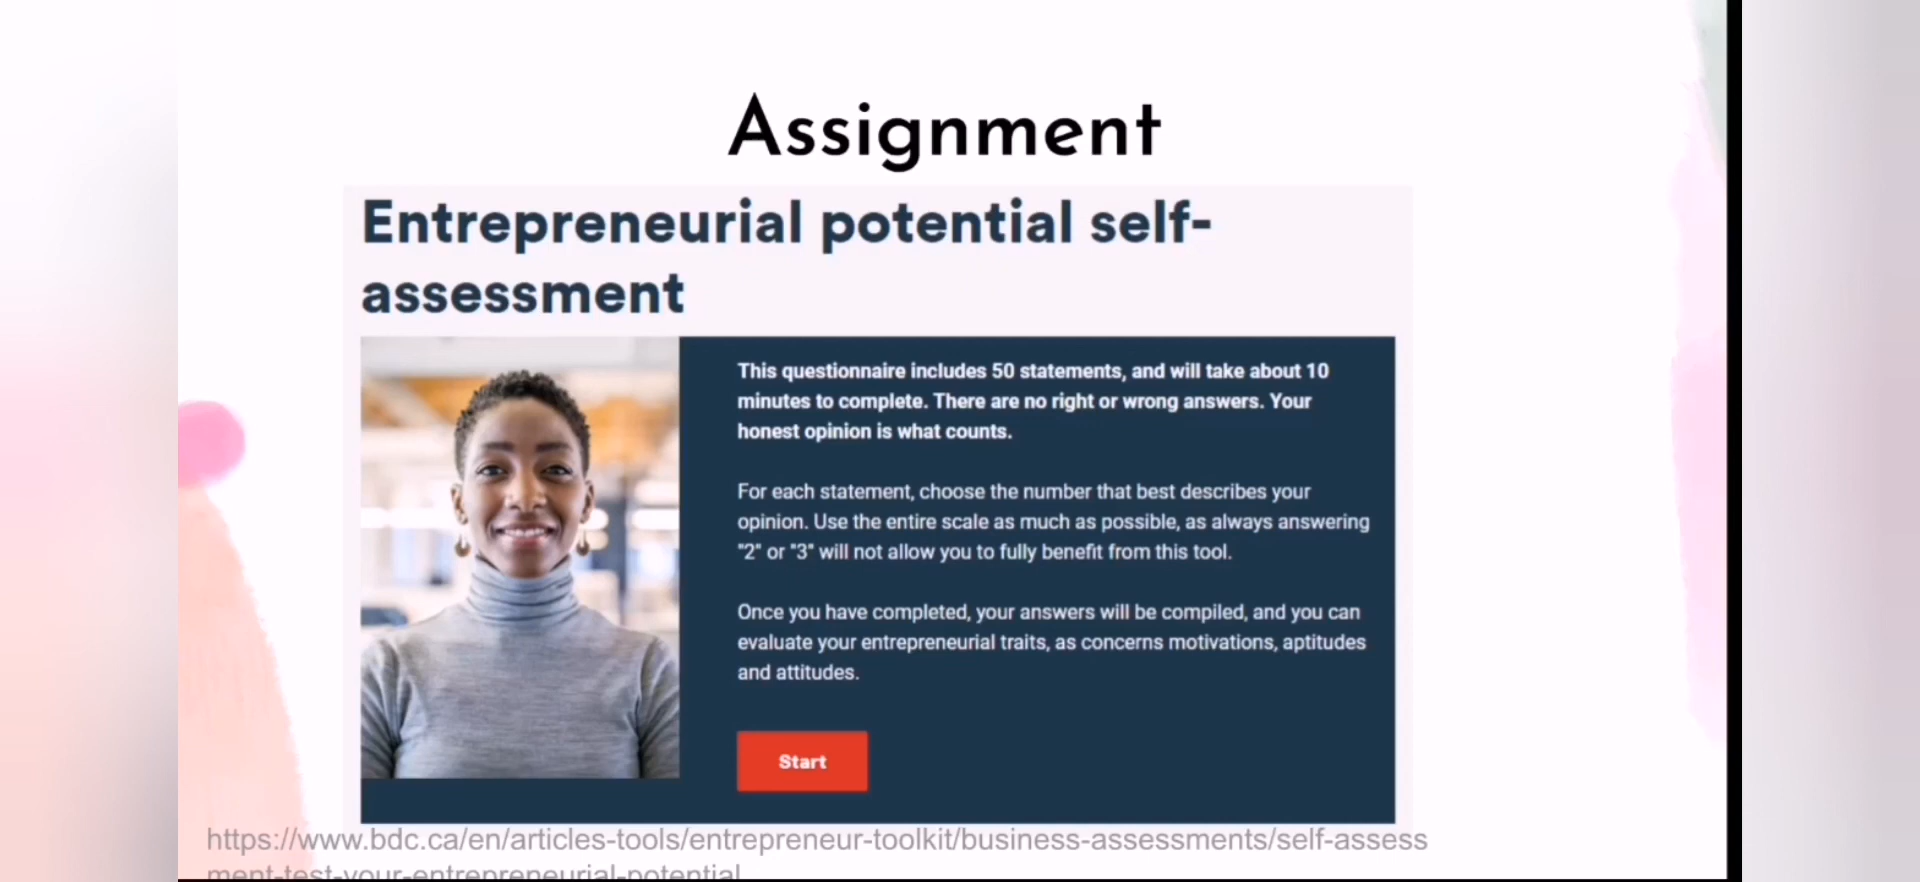 Assignment
Entrepreneurial potential self-
assessment
This questionnaire includes 50 statements, and will take about 10
minutes to complete. There are no right or wrong answers. Your
honest opinion is what counts.
For each statement, choose the number that best describes your
opinion. Use the entire scale as much as possible, as always answering
"2" or "3" will not allow you to fully benefit from this tool.
Once you have completed, your answers will be compiled, and you can
evaluate your entrepreneurial traits, as concerns motivations, aptitudes
and attitudes.
Start
https://www.bdc.ca/en/articles-tools/entrepreneur-toolkit/business-assessments/self-assess
ment-test-your-entrepreneurial-potential